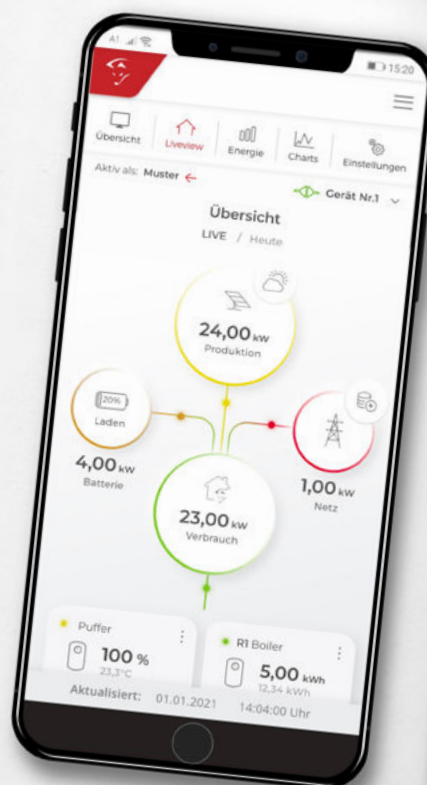 A1 15:20
Übersicht Liveview Energie Charts Einstellungen
Aktiv als: Muster ← Gerät Nr.1
Übersicht
LIVE / Heute
24,00 kW
Produktion
20%
Laden
4,00 kW
Batterie
1,00 kW
Netz
23,00 kW
Verbrauch
Puffer
100 %
23,3°C
R1 Boiler
5,00 kWh
12,34 kWh
Aktualisiert: 01.01.2021 14:04:00 Uhr